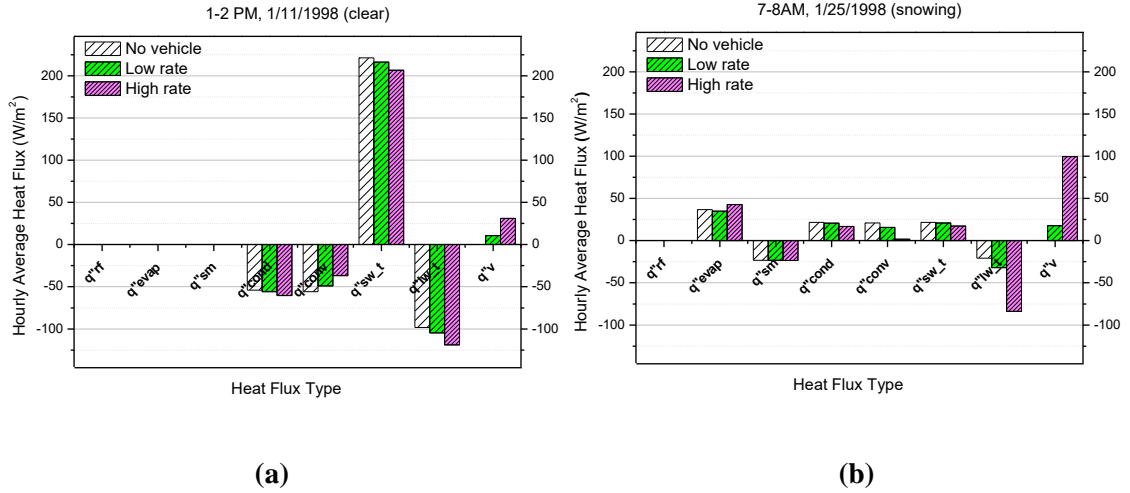 1-2 PM, 1/11/1998 (clear)
No vehicle
Low rate
High rate
Hourly Average Heat Flux (W/m²)
200
150
100
50
0
-50
-100
200
150
100
50
0
-50
-100
q"rf
q"evap
q"sm
q"cond
q"conv
q"sw_t
q"lw_t
q"v
Heat Flux Type
(a)
7-8AM, 1/25/1998 (snowing)
No vehicle
Low rate
High rate
Hourly Average Heat Flux (W/m²)
200
150
100
50
0
-50
-100
200
150
100
50
0
-50
-100
q"rf
q"evap
q"sm
q"cond
q"conv
q"sw_t
q"lw_t
q"v
Heat Flux Type
(b)